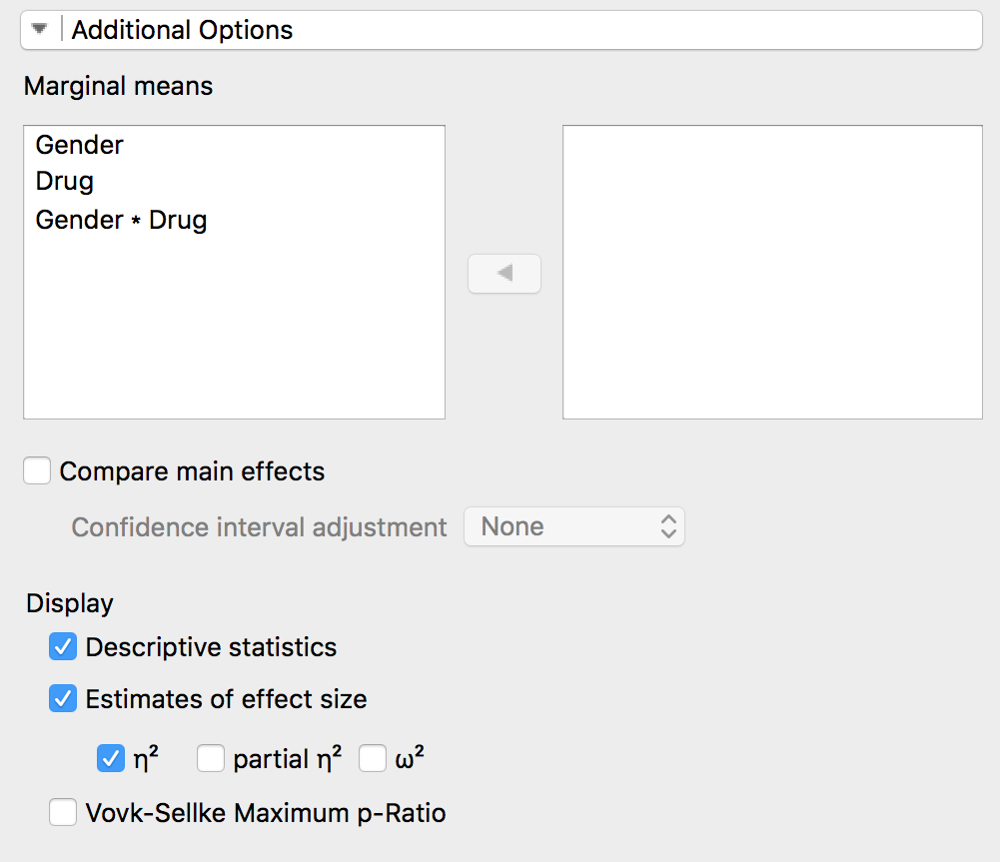 Additional Options
Marginal means
Gender
Drug
Gender * Drug
Compare main effects
Confidence interval adjustment None
Display
Descriptive statistics
Estimates of effect size
η² partial η² ω²
Vovk-Sellke Maximum p-Ratio